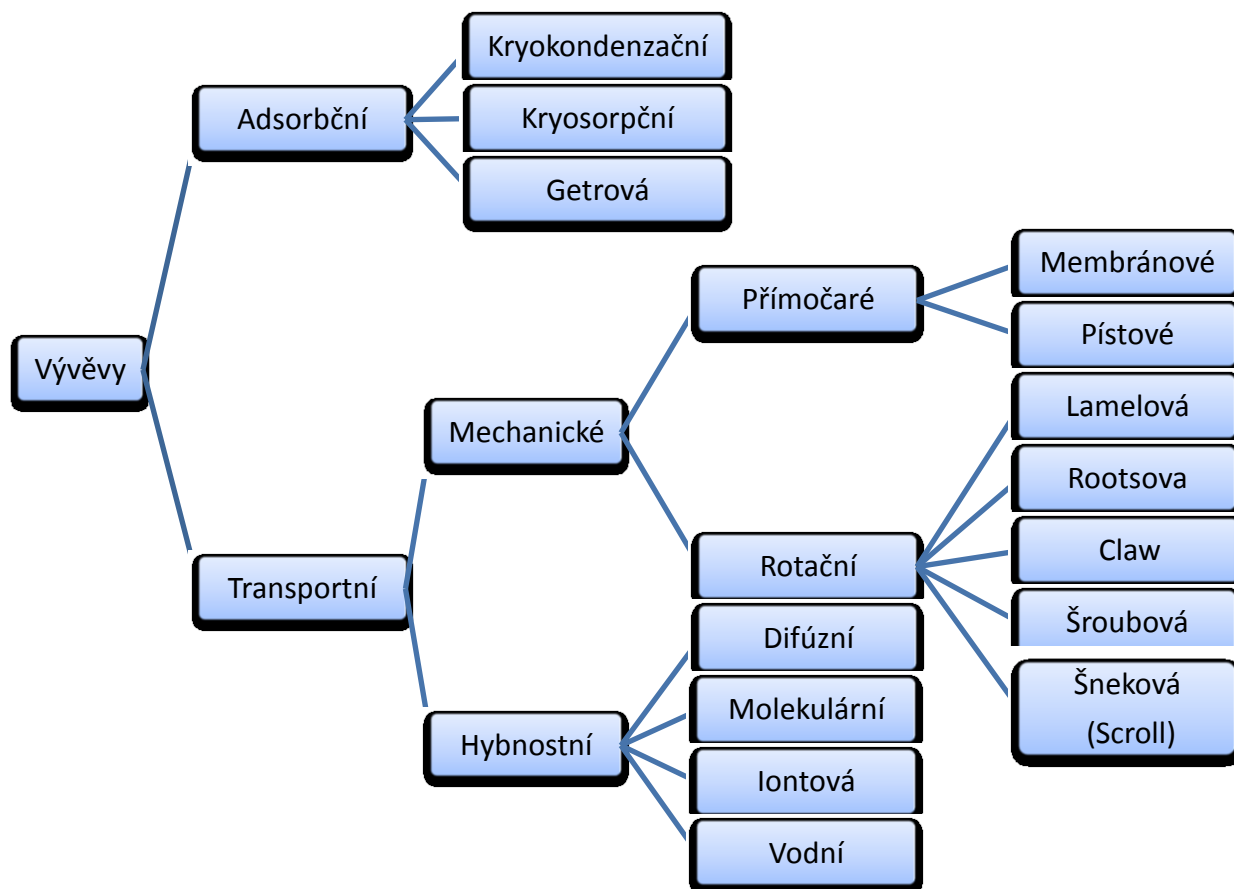 Vývěvy
Adsorbční
Kryokondenzační
Kryosorpční
Getrová
Transportní
Mechanické
Přímočaré
Membránové
Pístové
Rotační
Lamelová
Rootsova
Claw
Šroubová
Šneková
(Scroll)
Hybnostní
Difúzní
Molekulární
Iontová
Vodní